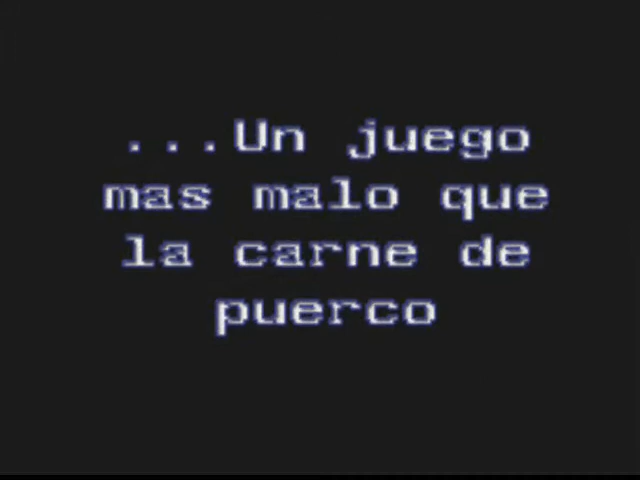 ...Un juego
mas malo que
la carne de
puerco